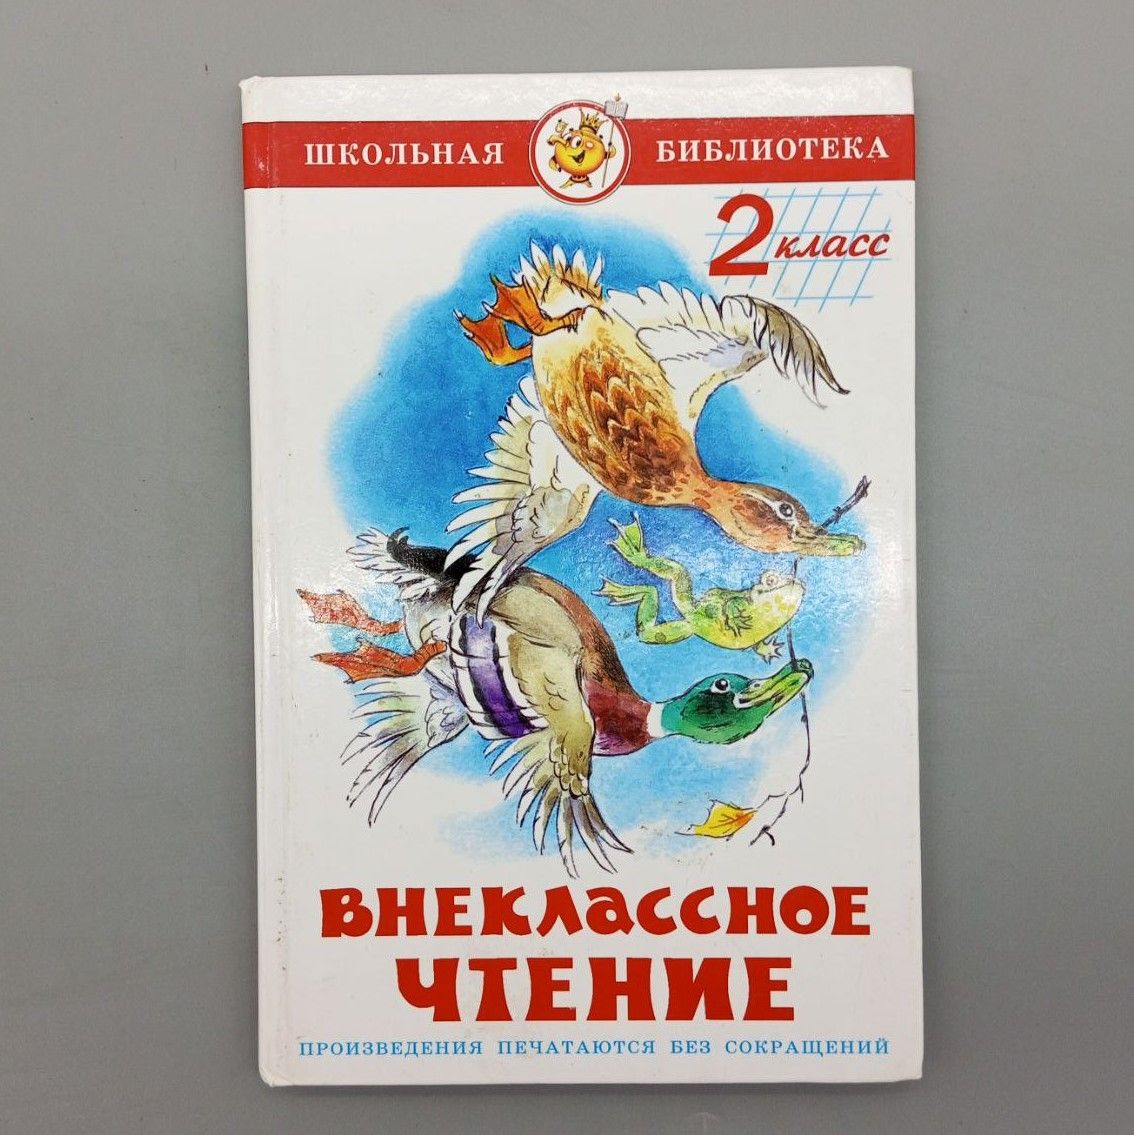 ШКОЛЬНАЯ БИБЛИОТЕКА
2 класс
ВНЕКЛАССНОЕ
ЧТЕНИЕ
ПРОИЗВЕДЕНИЯ ПЕЧАТАЮТСЯ БЕЗ СОКРАЩЕНИЙ